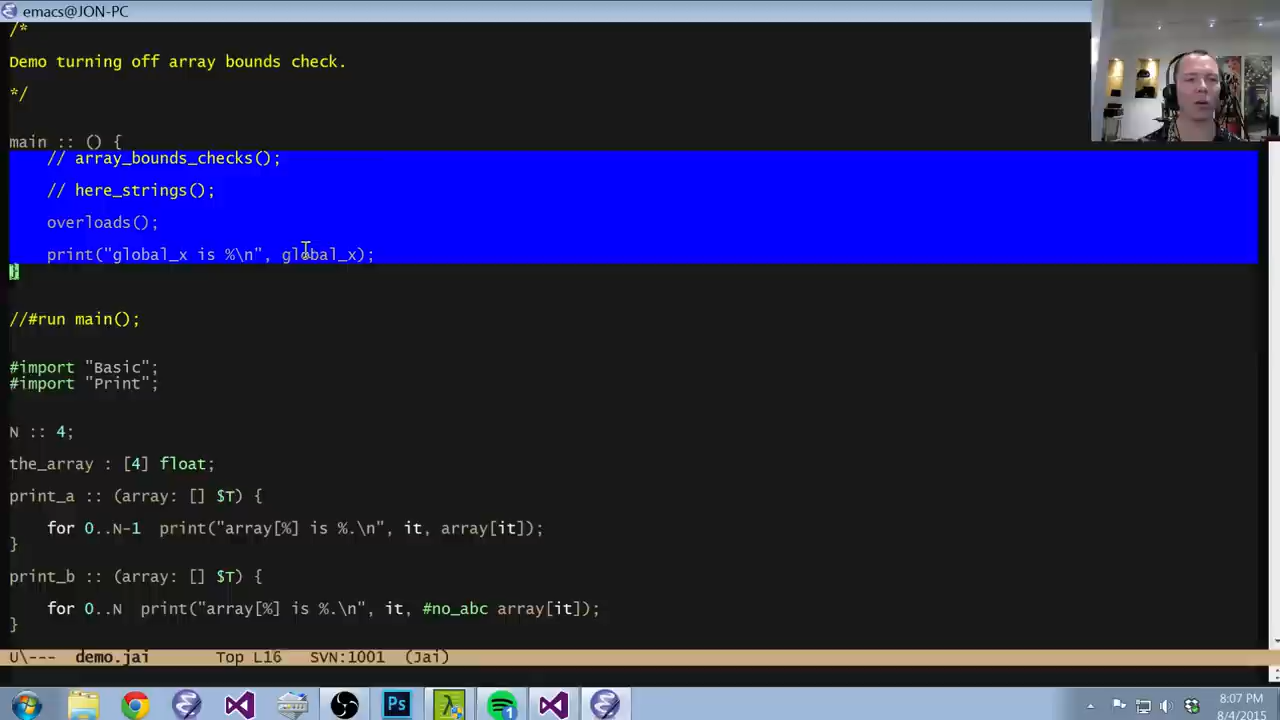 emacs@JON-PC
/*
Demo turning off array bounds check.
*/
main :: () {
// array_bounds_checks();
// here_strings();
overloads();
print("global_x is %\n", global_x);
}
//#run main();
#import "Basic";
#import "Print";
N :: 4;
the_array : [4] float;
print_a :: (array: [] $T) {
for 0..N-1  print("array[%] is %.\n", it, array[it]);
}
print_b :: (array: [] $T) {
for 0..N  print("array[%] is %.\n", it, #no_abc array[it]);
}
U\--- demo.jai Top L16 SVN:1001 (Jai)
Ps
1
8:07 PM
8/4/2015